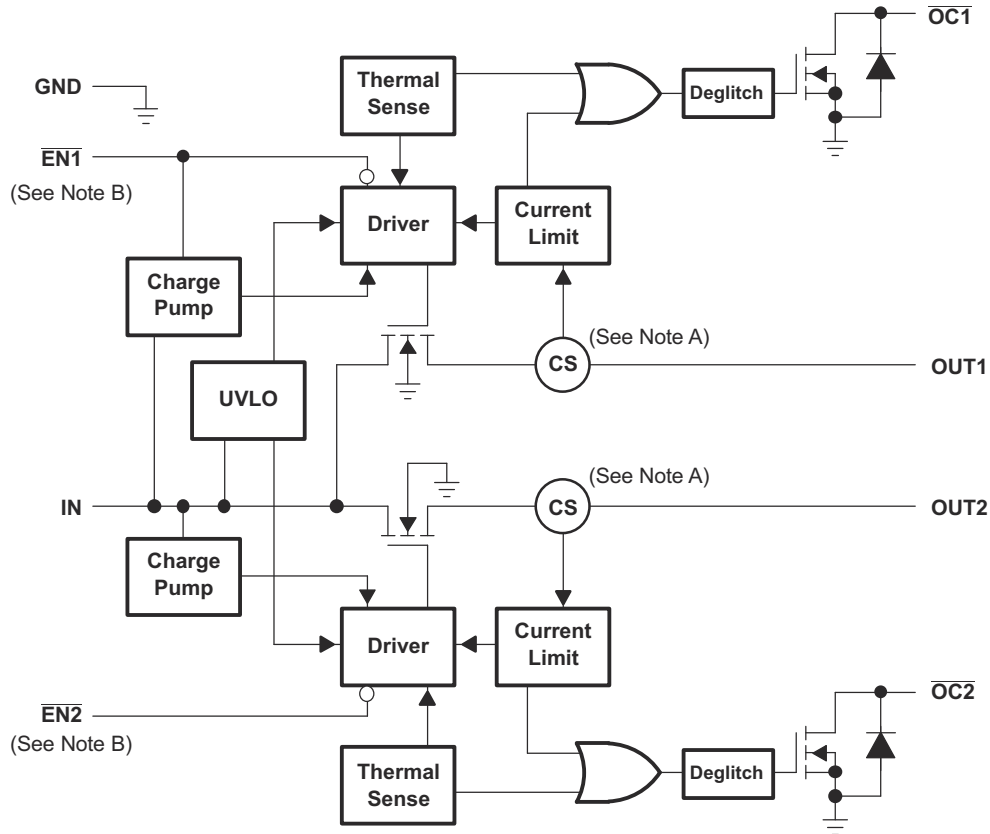 OC1
Thermal
Sense
GND
Deglitch
EN1
(See Note B)
Driver
Current
Limit
Charge
Pump
(See Note A)
CS
OUT1
UVLO
(See Note A)
IN
CS
OUT2
Charge
Pump
Driver
Current
Limit
EN2
(See Note B)
OC2
Thermal
Sense
Deglitch